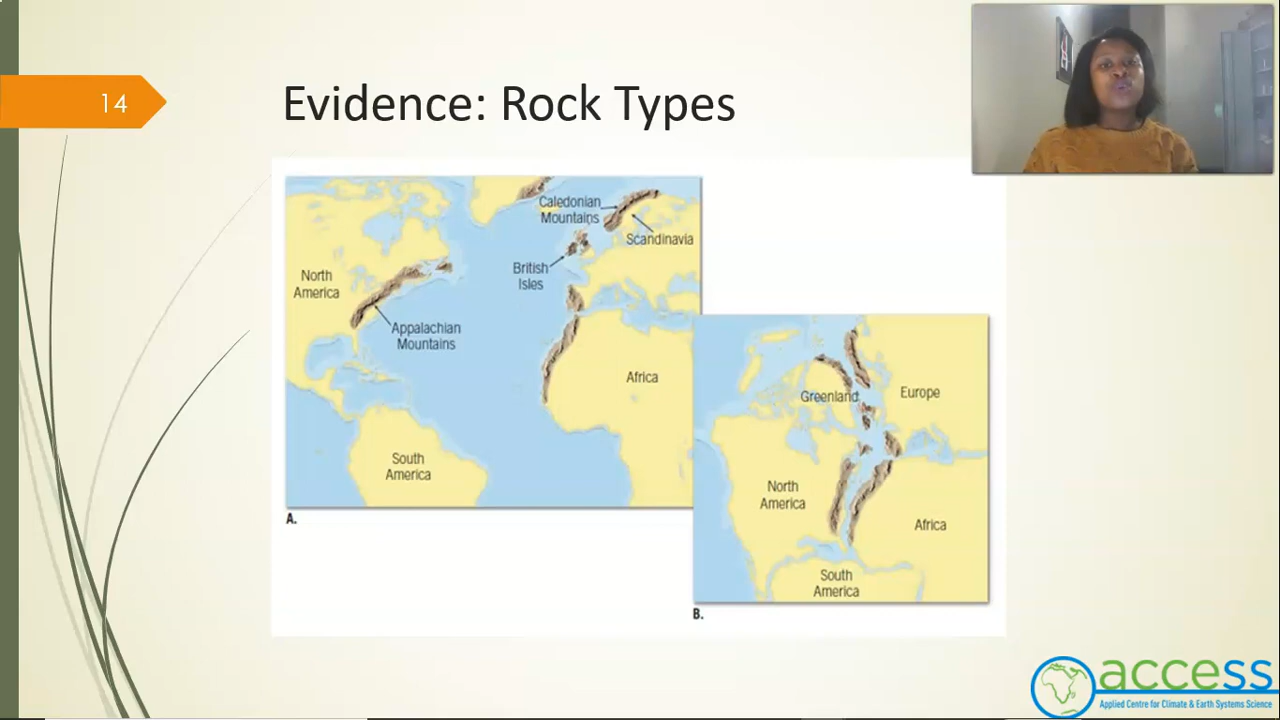 14
Evidence: Rock Types
Caledonian
Mountains
Scandinavia
British
Isles
North
America
Appalachian
Mountains
Africa
South
America
A.
Greenland
Europe
North
America
Africa
South
America
B.
access
Applied Centre for Climate & Earth Systems Science